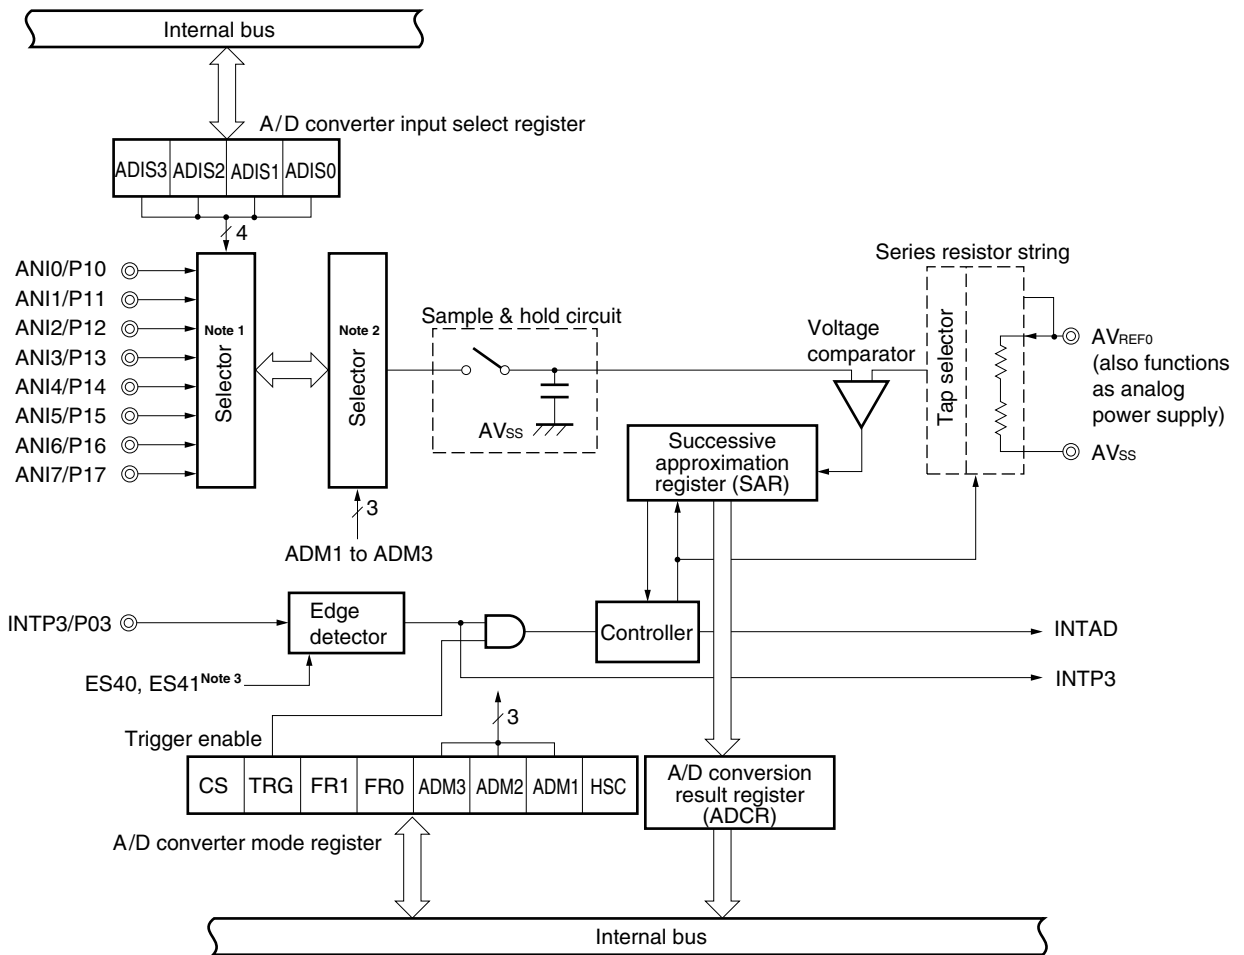 Internal bus
A/D converter input select register
ADIS3 ADIS2 ADIS1 ADIS0
4
ANI0/P10
ANI1/P11
ANI2/P12
ANI3/P13
ANI4/P14
ANI5/P15
ANI6/P16
ANI7/P17
Note 1
Selector
Note 2
Selector
3
ADM1 to ADM3
Sample & hold circuit
AVSS
Voltage
comparator
Series resistor string
Tap selector
AVREF0
(also functions
as analog
power supply)
AVSS
Successive
approximation
register (SAR)
INTP3/P03
Edge
detector
ES40, ES41Note 3
Controller
INTAD
INTP3
Trigger enable
3
CS TRG FR1 FR0 ADM3 ADM2 ADM1 HSC
A/D converter mode register
A/D conversion
result register
(ADCR)
Internal bus